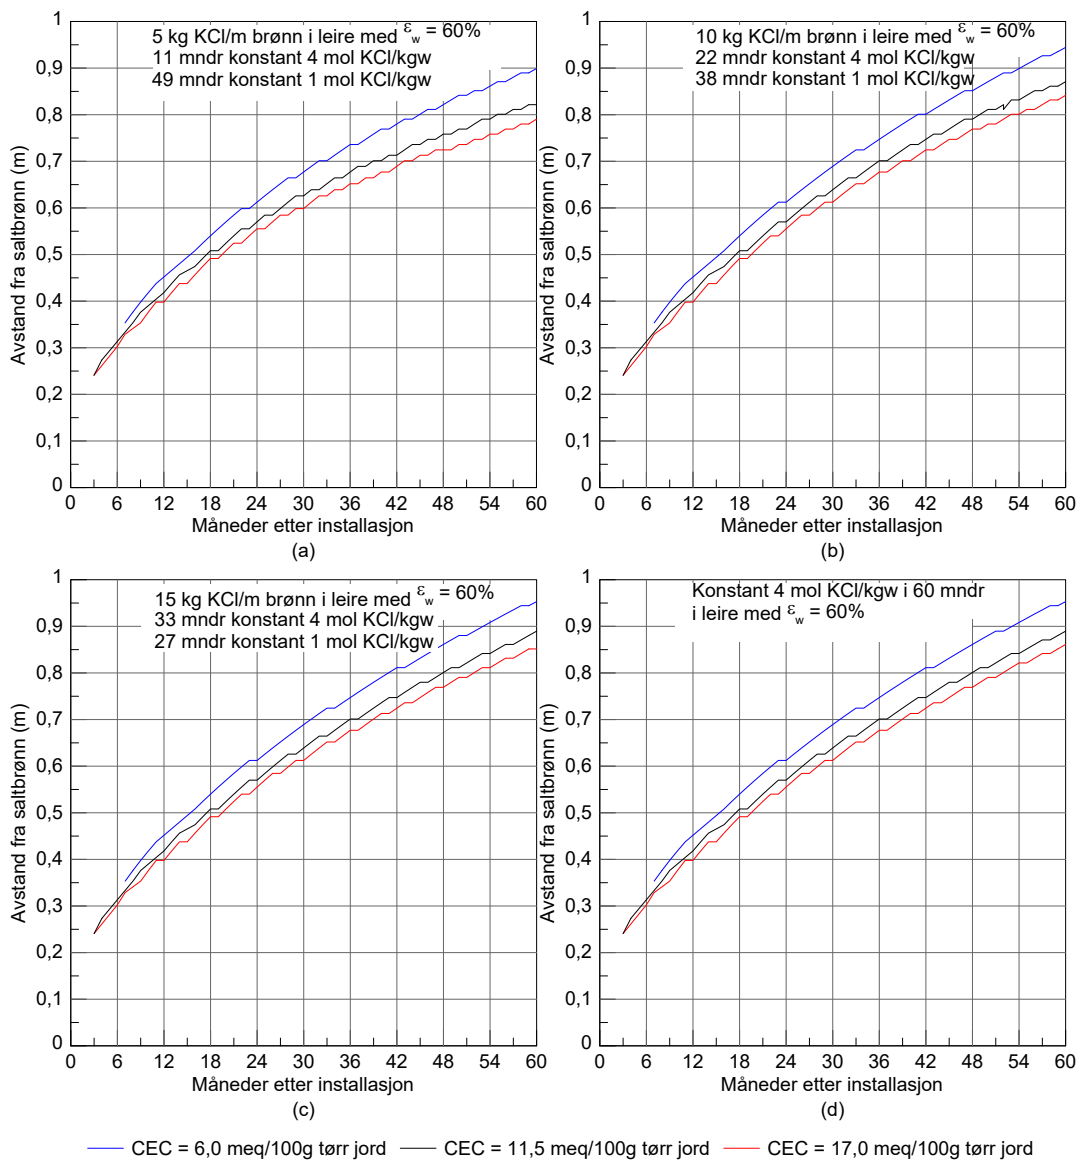 5 kg KCl/m brønn i leire med εw = 60%
11 mndr konstant 4 mol KCl/kgw
49 mndr konstant 1 mol KCl/kgw
Avstand fra saltbrønn (m)
1
0,9
0,8
0,7
0,6
0,5
0,4
0,3
0,2
0,1
0
0 6 12 18 24 30 36 42 48 54 60
Måneder etter installasjon
(a)
10 kg KCl/m brønn i leire med εw = 60%
22 mndr konstant 4 mol KCl/kgw
38 mndr konstant 1 mol KCl/kgw
Avstand fra saltbrønn (m)
1
0,9
0,8
0,7
0,6
0,5
0,4
0,3
0,2
0,1
0
0 6 12 18 24 30 36 42 48 54 60
Måneder etter installasjon
(b)
15 kg KCl/m brønn i leire med εw = 60%
33 mndr konstant 4 mol KCl/kgw
27 mndr konstant 1 mol KCl/kgw
Avstand fra saltbrønn (m)
1
0,9
0,8
0,7
0,6
0,5
0,4
0,3
0,2
0,1
0
0 6 12 18 24 30 36 42 48 54 60
Måneder etter installasjon
(c)
Konstant 4 mol KCl/kgw i 60 mndr
i leire med εw = 60%
Avstand fra saltbrønn (m)
1
0,9
0,8
0,7
0,6
0,5
0,4
0,3
0,2
0,1
0
0 6 12 18 24 30 36 42 48 54 60
Måneder etter installasjon
(d)
CEC = 6,0 meq/100g tørr jord CEC = 11,5 meq/100g tørr jord CEC = 17,0 meq/100g tørr jord